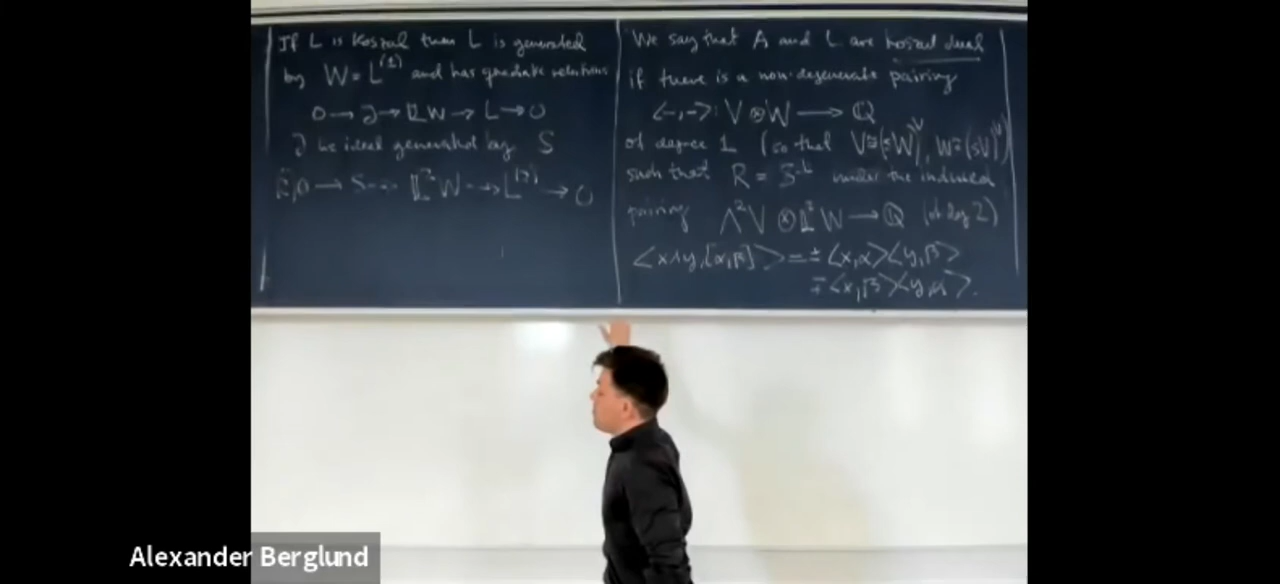 If L is Koszul then L is generated
by W = L^(1) and has quadratic relations
0 → J → 𝕃W → L → 0
J be ideal generated by S
0 → S → 𝕃²W → L^(2) → 0
We say that A and L are koszul dual
if there is a non-degenerate pairing
<-,->: V⊗W → ℚ
of degree 1 (so that V≅(sW)^∨, W≅(sV)^∨)
such that R = S^⊥ under the induced
pairing Λ²V ⊗ 𝕃²W → ℚ (of deg 2)
<x∧y,[α,β]> = ± <x,α><y,β>
∓ <x,β><y,α>.
Alexander Berglund